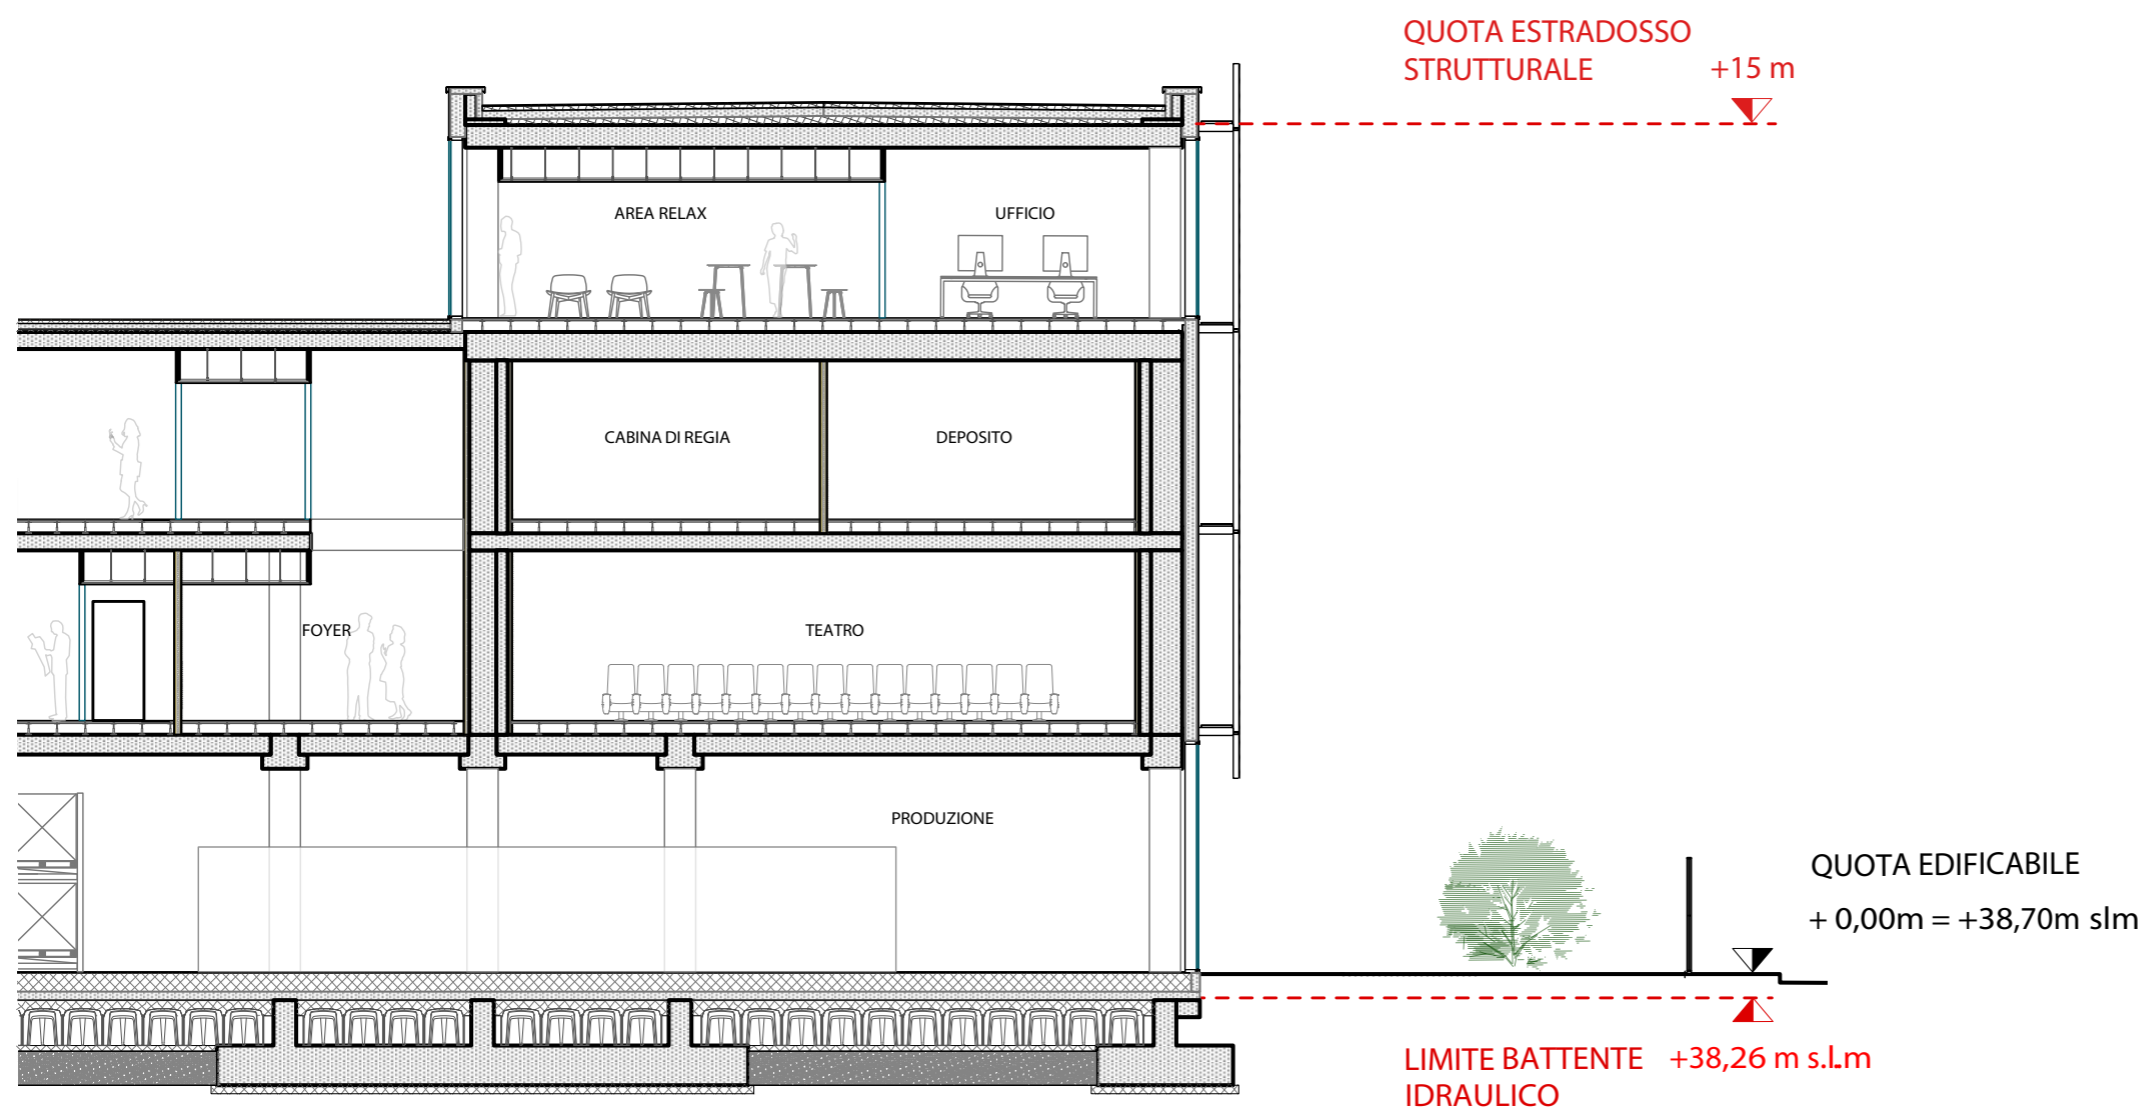 QUOTA ESTRADOSSO
STRUTTURALE +15 m
AREA RELAX
UFFICIO
CABINA DI REGIA
DEPOSITO
FOYER
TEATRO
PRODUZIONE
QUOTA EDIFICABILE
+ 0,00m = +38,70m slm
LIMITE BATTENTE +38,26 m s.l.m
IDRAULICO